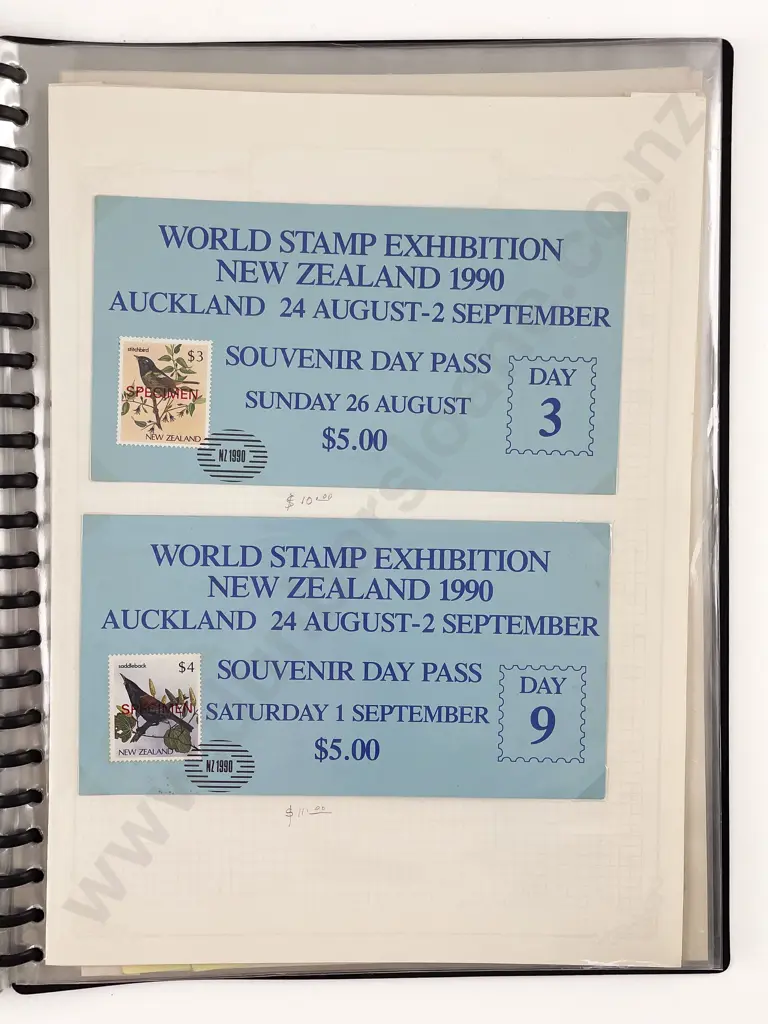 WORLD STAMP EXHIBITION
NEW ZEALAND 1990
AUCKLAND 24 AUGUST-2 SEPTEMBER
stitchbird
$3
SPECIMEN
NEW ZEALAND
NZ 1990
SOUVENIR DAY PASS
SUNDAY 26 AUGUST
$5.00
DAY
3
$10.00
WORLD STAMP EXHIBITION
NEW ZEALAND 1990
AUCKLAND 24 AUGUST-2 SEPTEMBER
saddleback
$4
SPECIMEN
NEW ZEALAND
NZ 1990
SOUVENIR DAY PASS
SATURDAY 1 SEPTEMBER
$5.00
DAY
9